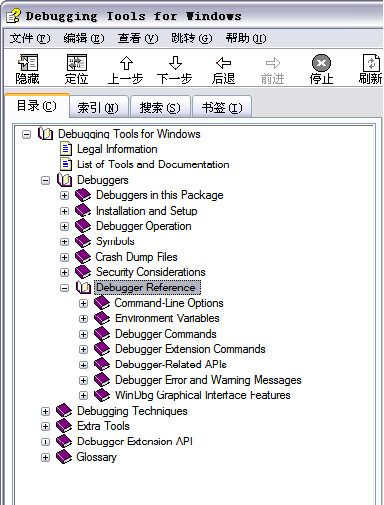 Debugging Tools for Windows
文件(F) 编辑(E) 查看(V) 跳转(G) 帮助(H)
隐藏 定位 上一步 下一步 后退 前进 停止 刷新
目录(C) 索引(N) 搜索(S) 书签(I)
Debugging Tools for Windows
Legal Information
List of Tools and Documentation
Debuggers
Debuggers in this Package
Installation and Setup
Debugger Operation
Symbols
Crash Dump Files
Security Considerations
Debugger Reference
Command-Line Options
Environment Variables
Debugger Commands
Debugger Extension Commands
Debugger-Related APIs
Debugger Error and Warning Messages
WinDbg Graphical Interface Features
Debugging Techniques
Extra Tools
Debugger Extension API
Glossary